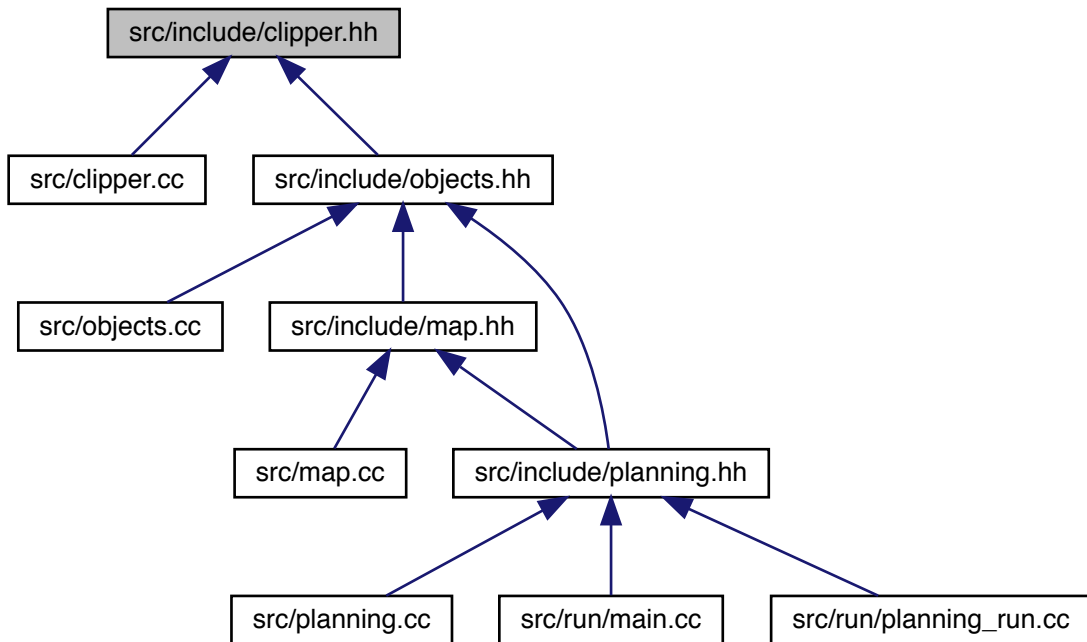 src/include/clipper.hh
src/clipper.cc
src/include/objects.hh
src/objects.cc
src/include/map.hh
src/map.cc
src/include/planning.hh
src/planning.cc
src/run/main.cc
src/run/planning_run.cc